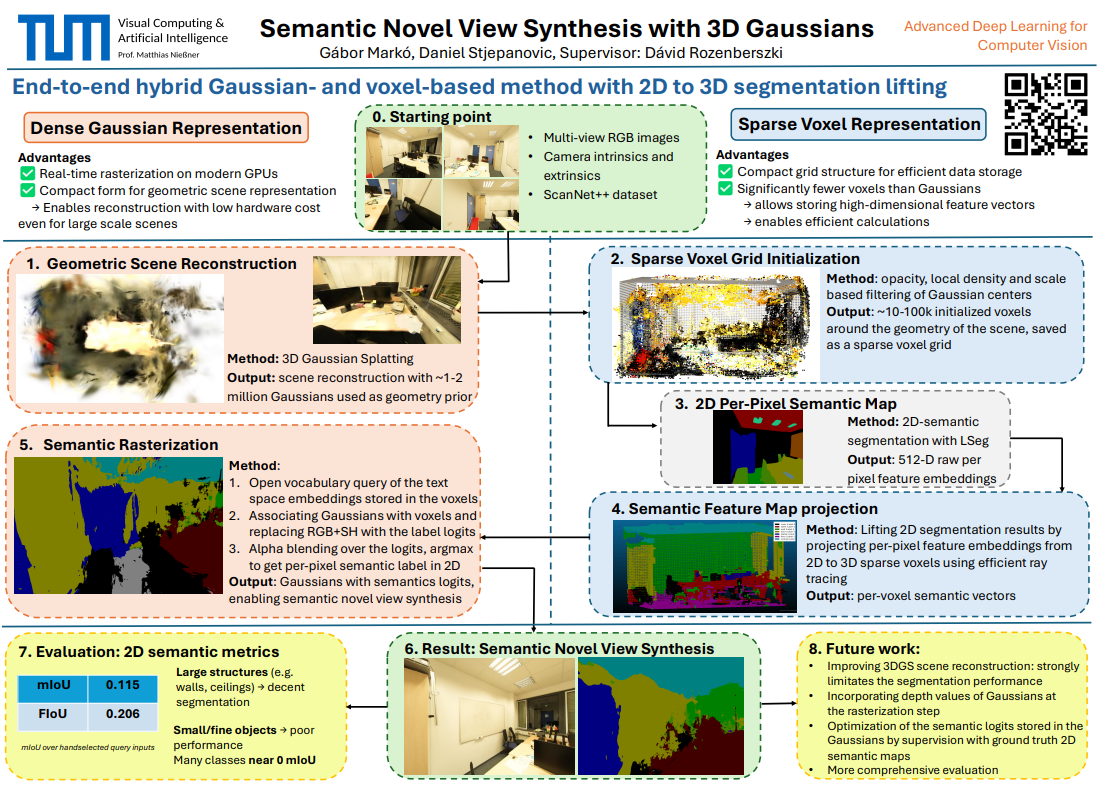 TUM
Visual Computing &
Artificial Intelligence
Prof. Matthias Nießner
Semantic Novel View Synthesis with 3D Gaussians
Gábor Markó, Daniel Stjepanovic, Supervisor: Dávid Rozenberszki
Advanced Deep Learning for
Computer Vision
End-to-end hybrid Gaussian- and voxel-based method with 2D to 3D segmentation lifting
Dense Gaussian Representation
Advantages
Real-time rasterization on modern GPUs
Compact form for geometric scene representation
→ Enables reconstruction with low hardware cost
even for large scale scenes
0. Starting point
• Multi-view RGB images
• Camera intrinsics and
extrinsics
• ScanNet++ dataset
Sparse Voxel Representation
Advantages
Compact grid structure for efficient data storage
Significantly fewer voxels than Gaussians
→ allows storing high-dimensional feature vectors
→ enables efficient calculations
1. Geometric Scene Reconstruction
Method: 3D Gaussian Splatting
Output: scene reconstruction with ~1-2
million Gaussians used as geometry prior
2. Sparse Voxel Grid Initialization
Method: opacity, local density and scale
based filtering of Gaussian centers
Output: ~10-100k initialized voxels
around the geometry of the scene, saved
as a sparse voxel grid
3. 2D Per-Pixel Semantic Map
Method: 2D-semantic
segmentation with LSeg
Output: 512-D raw per
pixel feature embeddings
4. Semantic Feature Map projection
Method: Lifting 2D segmentation results by
projecting per-pixel feature embeddings from
2D to 3D sparse voxels using efficient ray
tracing
Output: per-voxel semantic vectors
5. Semantic Rasterization
Method:
1. Open vocabulary query of the text
space embeddings stored in the voxels
2. Associating Gaussians with voxels and
replacing RGB+SH with the label logits
3. Alpha blending over the logits, argmax
to get per-pixel semantic label in 2D
Output: Gaussians with semantics logits,
enabling semantic novel view synthesis
7. Evaluation: 2D semantic metrics
mIoU 0.115
FIoU 0.206
mIoU over handselected query inputs
Large structures (e.g.
walls, ceilings) → decent
segmentation
Small/fine objects → poor
performance
Many classes near 0 mIoU
6. Result: Semantic Novel View Synthesis
8. Future work:
• Improving 3DGS scene reconstruction: strongly
limitates the segmentation performance
• Incorporating depth values of Gaussians at
the rasterization step
• Optimization of the semantic logits stored in the
Gaussians by supervision with ground truth 2D
semantic maps
• More comprehensive evaluation